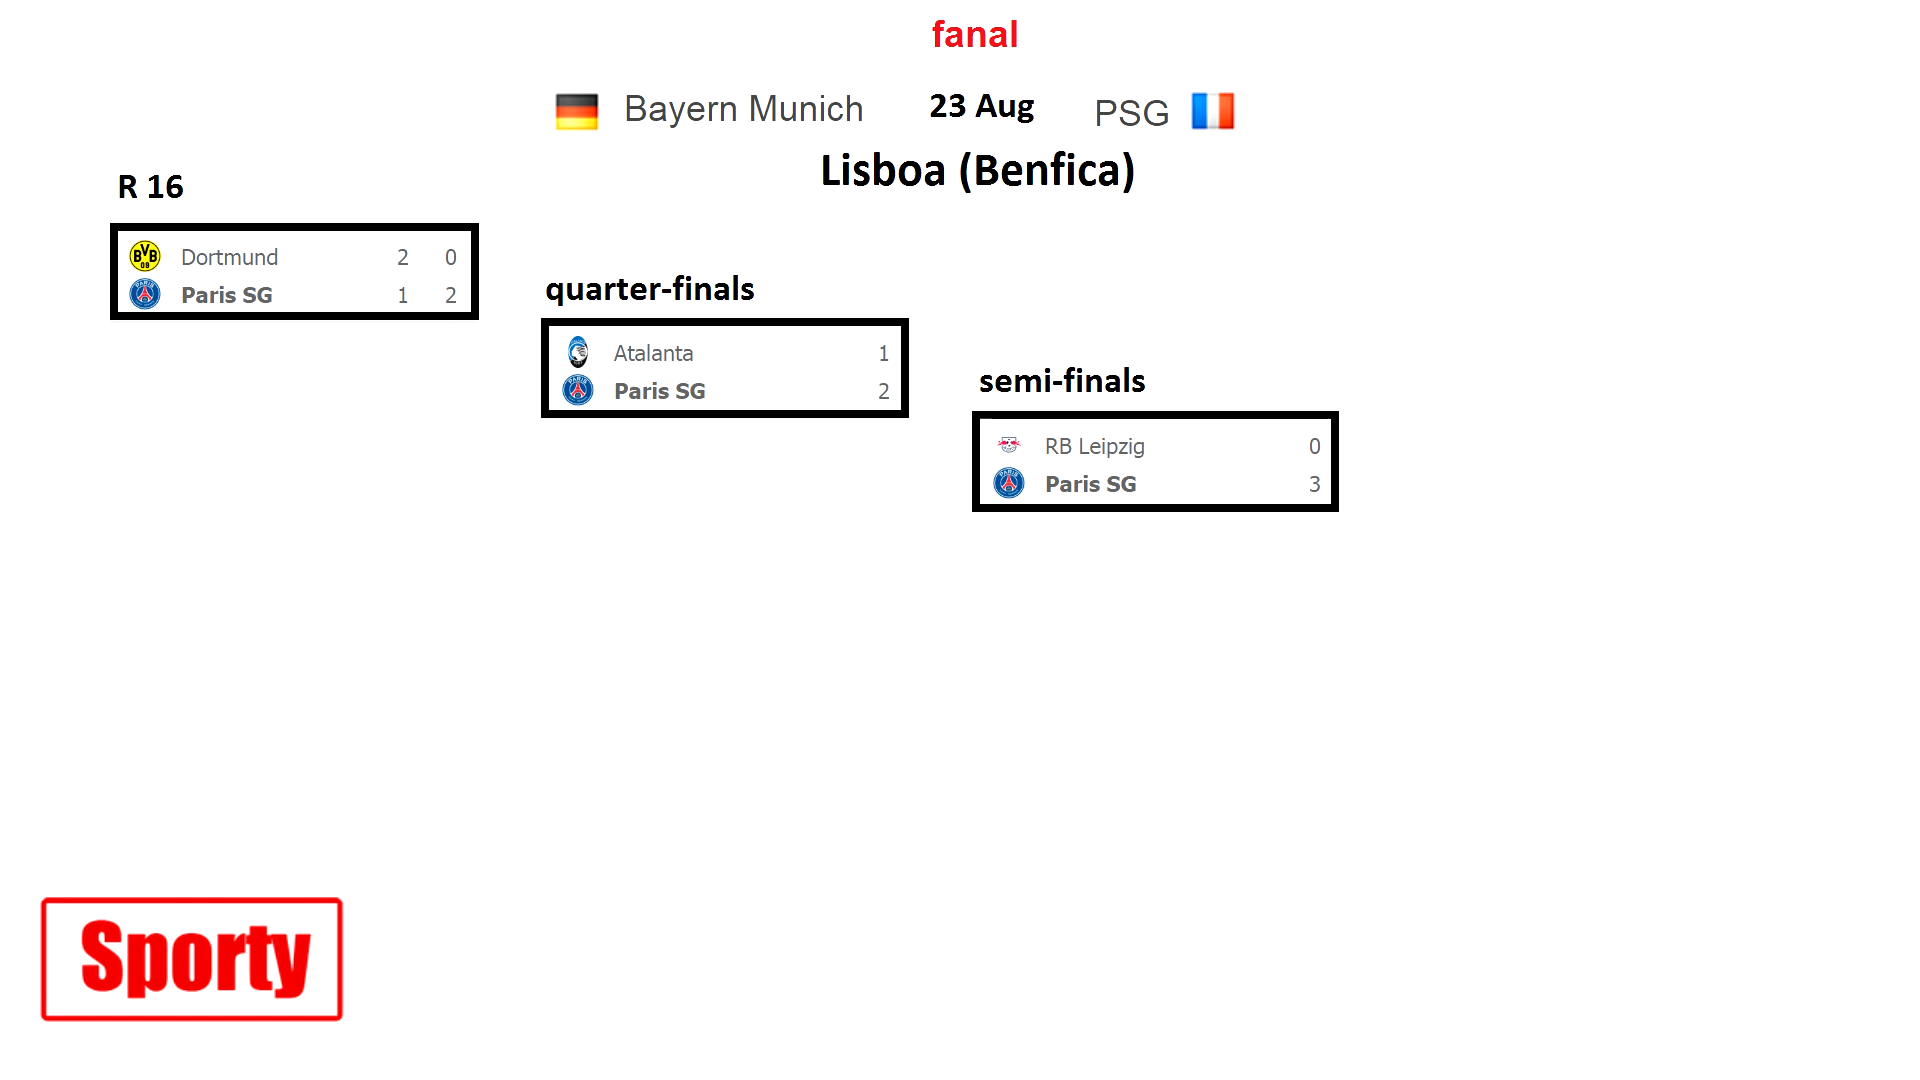 fanal
Bayern Munich 23 Aug PSG
Lisboa (Benfica)
R 16
Dortmund 2 0
Paris SG 1 2
quarter-finals
Atalanta 1
Paris SG 2
semi-finals
RB Leipzig 0
Paris SG 3
Sporty